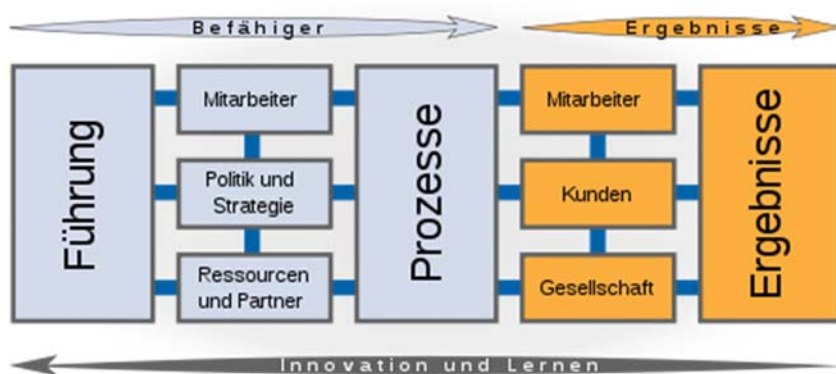 Befähiger
Ergebnisse
Führung
Mitarbeiter
Politik und
Strategie
Ressourcen
und Partner
Prozesse
Mitarbeiter
Kunden
Gesellschaft
Ergebnisse
Innovation und Lernen